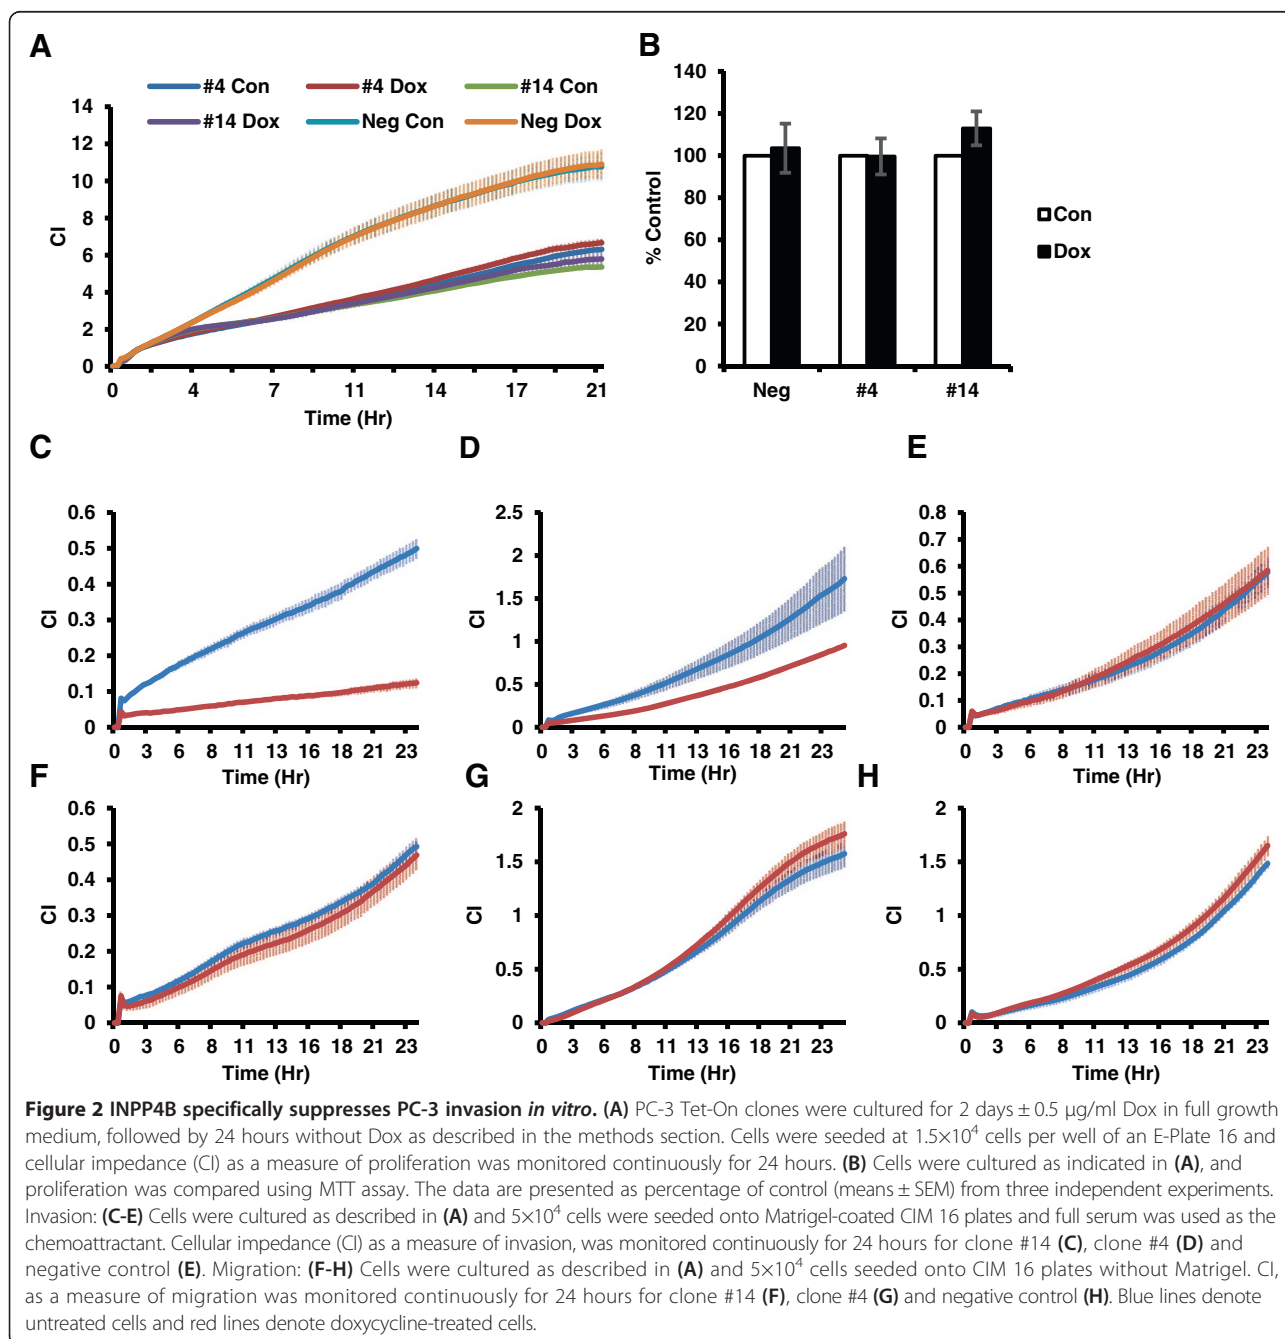 A
B
#4 Con #4 Dox #14 Con
#14 Dox Neg Con Neg Dox
14
12
10
8
6
4
2
0
CI
0 4 7 11 14 17 21
Time (Hr)
140
120
100
80
60
40
20
0
% Control
Neg #4 #14
Con
Dox
C
D
E
0.6
0.5
0.4
0.3
0.2
0.1
0
CI
0 3 6 8 11 13 16 18 21 23
Time (Hr)
2.5
2
1.5
1
0.5
0
CI
0 3 6 8 11 13 16 18 21 23
Time (Hr)
0.8
0.7
0.6
0.5
0.4
0.3
0.2
0.1
0
CI
0 3 6 8 11 13 16 18 21 23
Time (Hr)
F
G
H
0.6
0.5
0.4
0.3
0.2
0.1
0
CI
0 3 6 8 11 13 16 18 21 23
Time (Hr)
2
1.5
1
0.5
0
CI
0 3 6 8 11 13 16 18 21 23
Time (Hr)
2
1.5
1
0.5
0
CI
0 3 6 8 11 13 16 18 21 23
Time (Hr)
Figure 2 INPP4B specifically suppresses PC-3 invasion in vitro. (A) PC-3 Tet-On clones were cultured for 2 days ± 0.5 μg/ml Dox in full growth
medium, followed by 24 hours without Dox as described in the methods section. Cells were seeded at 1.5×10⁴ cells per well of an E-Plate 16 and
cellular impedance (CI) as a measure of proliferation was monitored continuously for 24 hours. (B) Cells were cultured as indicated in (A), and
proliferation was compared using MTT assay. The data are presented as percentage of control (means ± SEM) from three independent experiments.
Invasion: (C-E) Cells were cultured as described in (A) and 5×10⁴ cells were seeded onto Matrigel-coated CIM 16 plates and full serum was used as the
chemoattractant. Cellular impedance (CI) as a measure of invasion, was monitored continuously for 24 hours for clone #14 (C), clone #4 (D) and
negative control (E). Migration: (F-H) Cells were cultured as described in (A) and 5×10⁴ cells seeded onto CIM 16 plates without Matrigel. CI,
as a measure of migration was monitored continuously for 24 hours for clone #14 (F), clone #4 (G) and negative control (H). Blue lines denote
untreated cells and red lines denote doxycycline-treated cells.